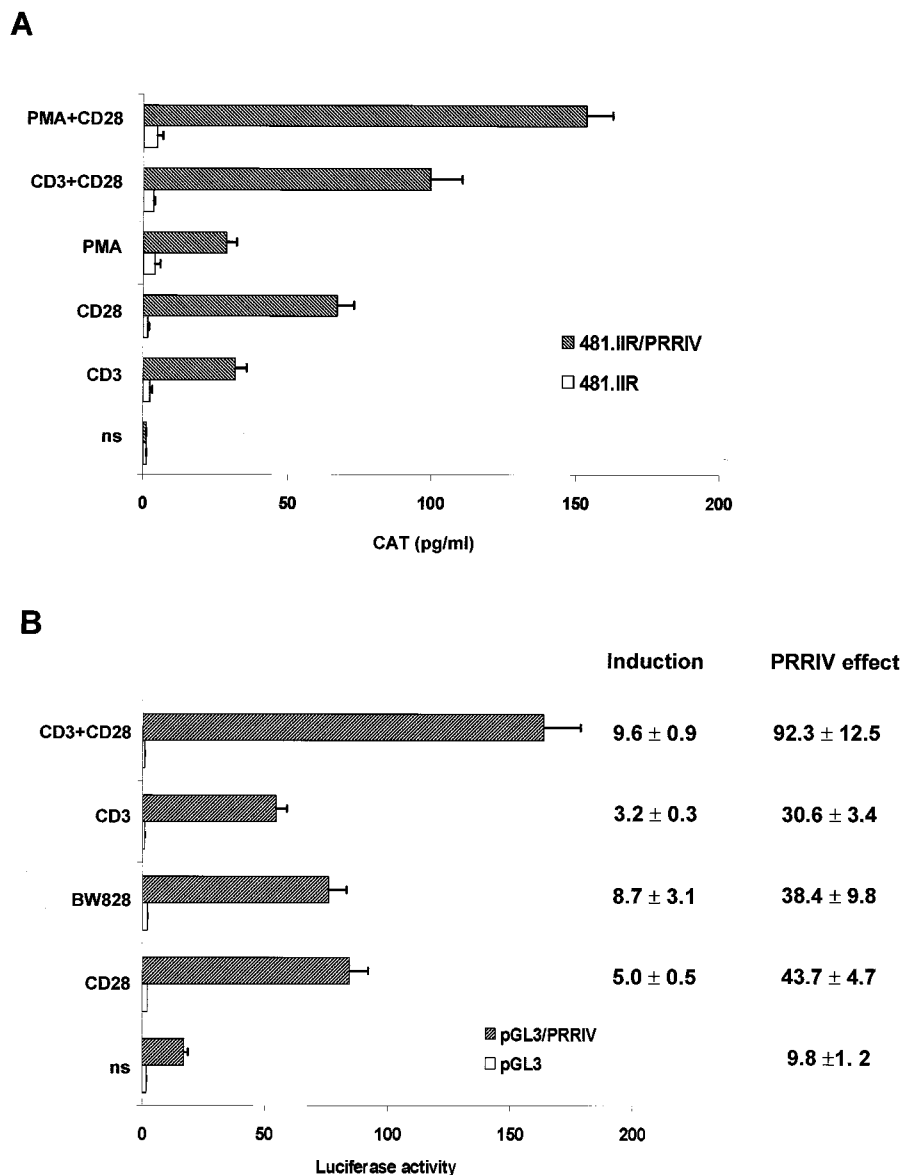 A
PMA+CD28
CD3+CD28
PMA
CD28
CD3
ns
481.IIR/PRRIV
481.IIR
0 50 100 150 200
CAT (pg/ml)
B
Induction PRRIV effect
CD3+CD28 9.6 ± 0.9 92.3 ± 12.5
CD3 3.2 ± 0.3 30.6 ± 3.4
BW828 8.7 ± 3.1 38.4 ± 9.8
CD28 5.0 ± 0.5 43.7 ± 4.7
pGL3/PRRIV
pGL3
ns 9.8 ±1. 2
0 50 100 150 200
Luciferase activity